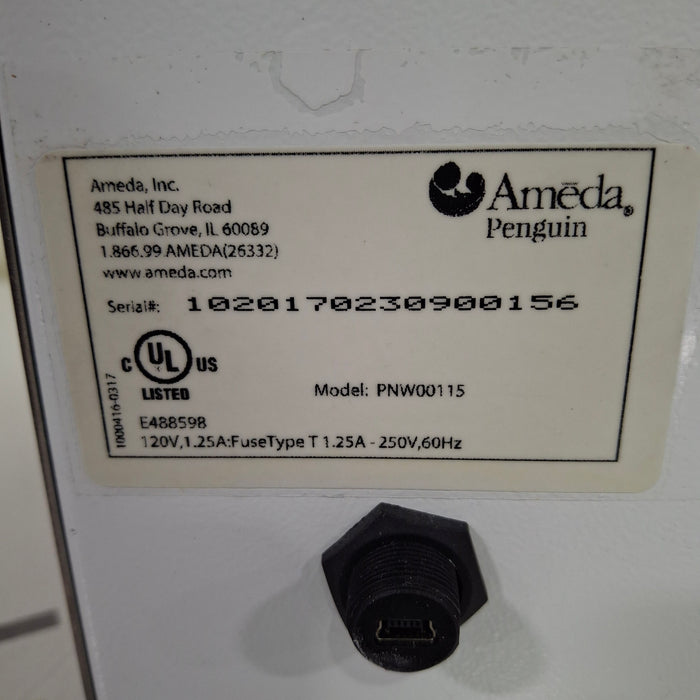 Ameda, Inc.
485 Half Day Road
Buffalo Grove, IL 60089
1.866.99.AMEDA(26332)
www.ameda.com
Amēda®
Penguin
Serial#: 1020170230900156
C UL US
LISTED
Model: PNW00115
1000416-0317
E488598
120V,1.25A:FuseType T 1.25A - 250V,60Hz